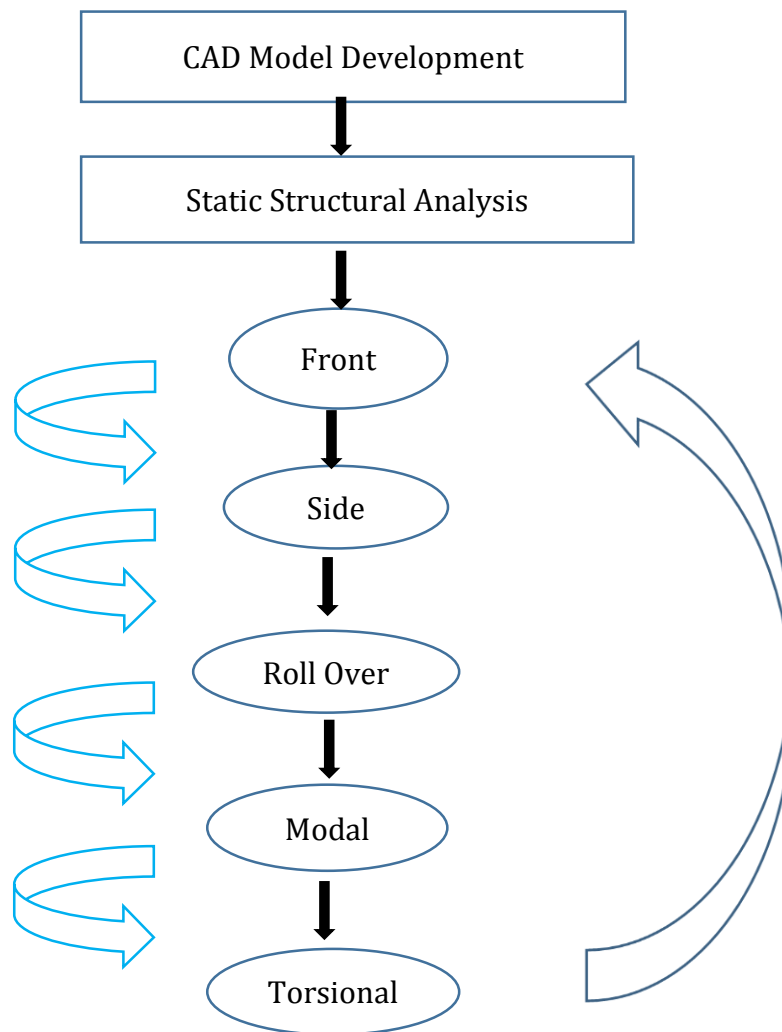 CAD Model Development
Static Structural Analysis
Front
Side
Roll Over
Modal
Torsional